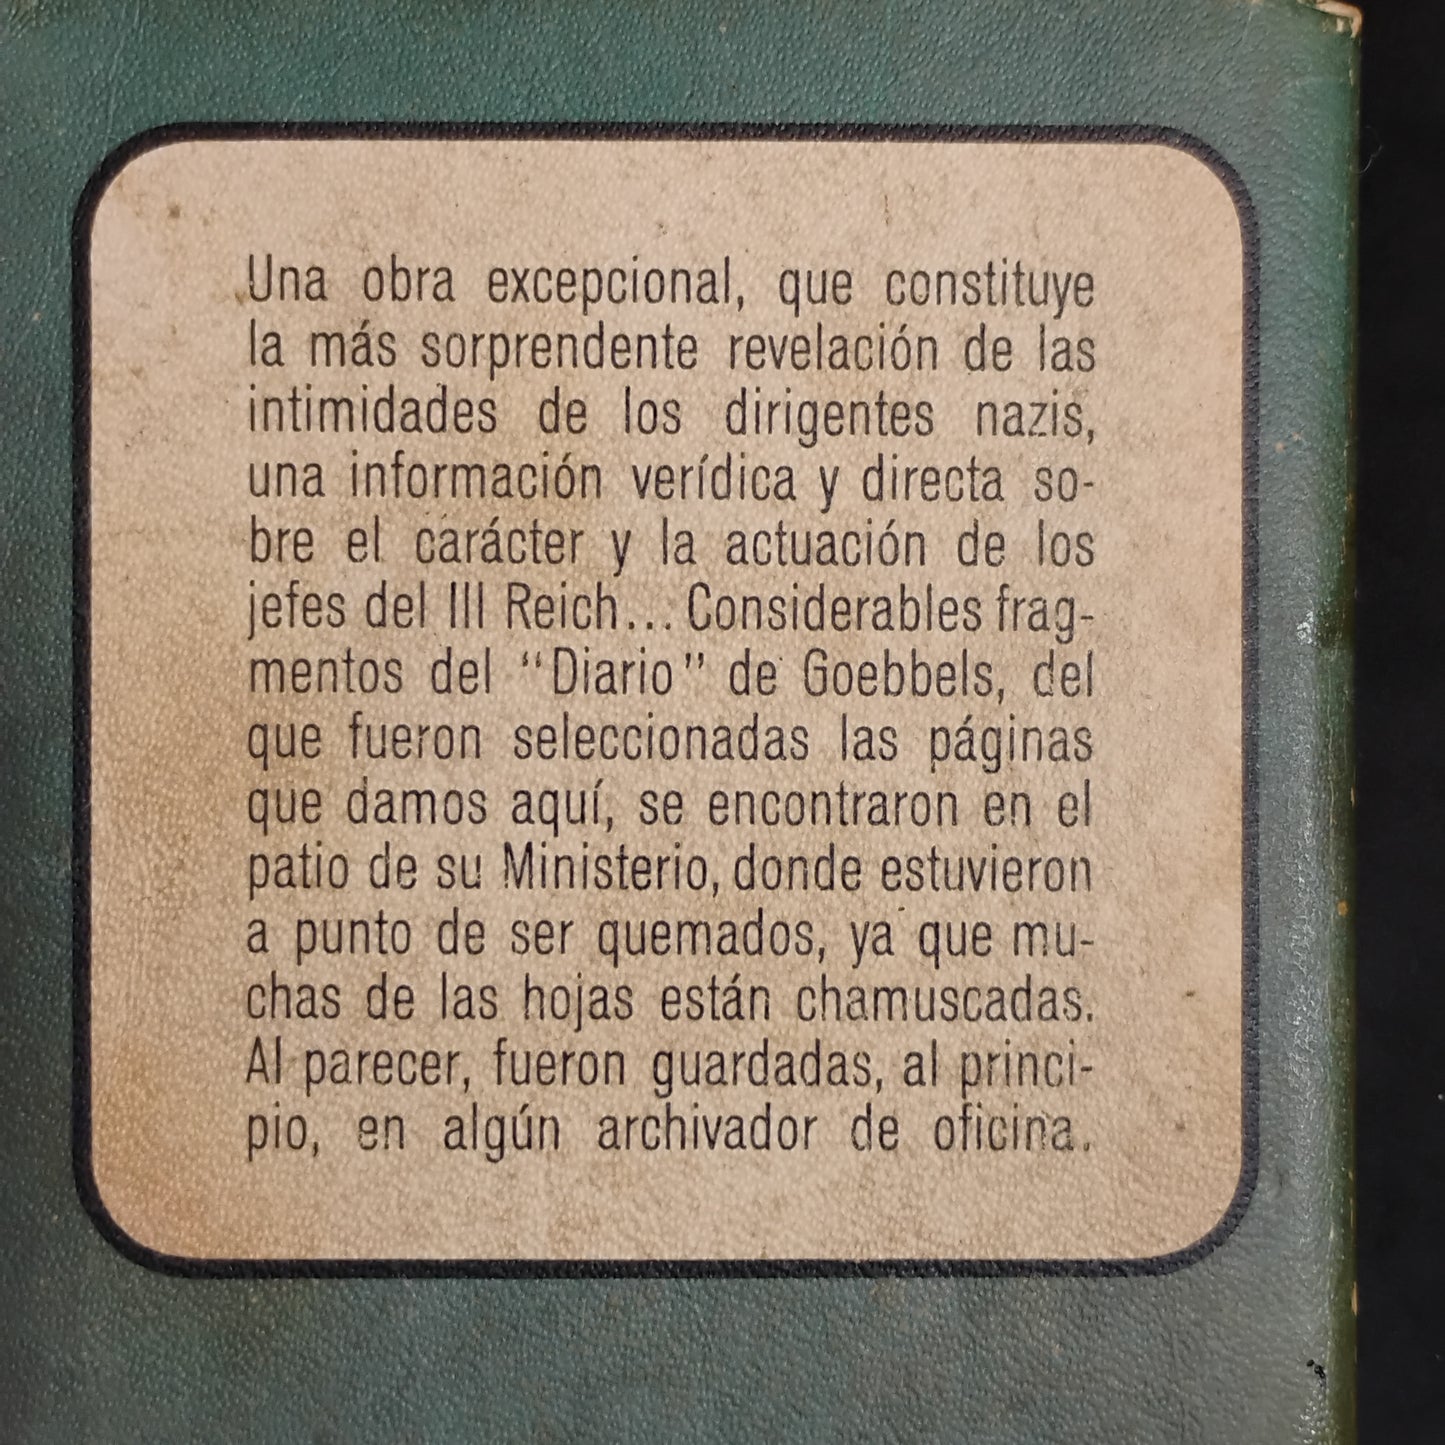 Una obra excepcional, que constituye
la más sorprendente revelación de las
intimidades de los dirigentes nazis,
una información verídica y directa so-
bre el carácter y la actuación de los
jefes del III Reich... Considerables frag-
mentos del “Diario” de Goebbels, del
que fueron seleccionadas las páginas
que damos aquí, se encontraron en el
patio de su Ministerio, donde estuvieron
a punto de ser quemados, ya que mu-
chas de las hojas están chamuscadas.
Al parecer, fueron guardadas, al princi-
pio, en algún archivador de oficina.